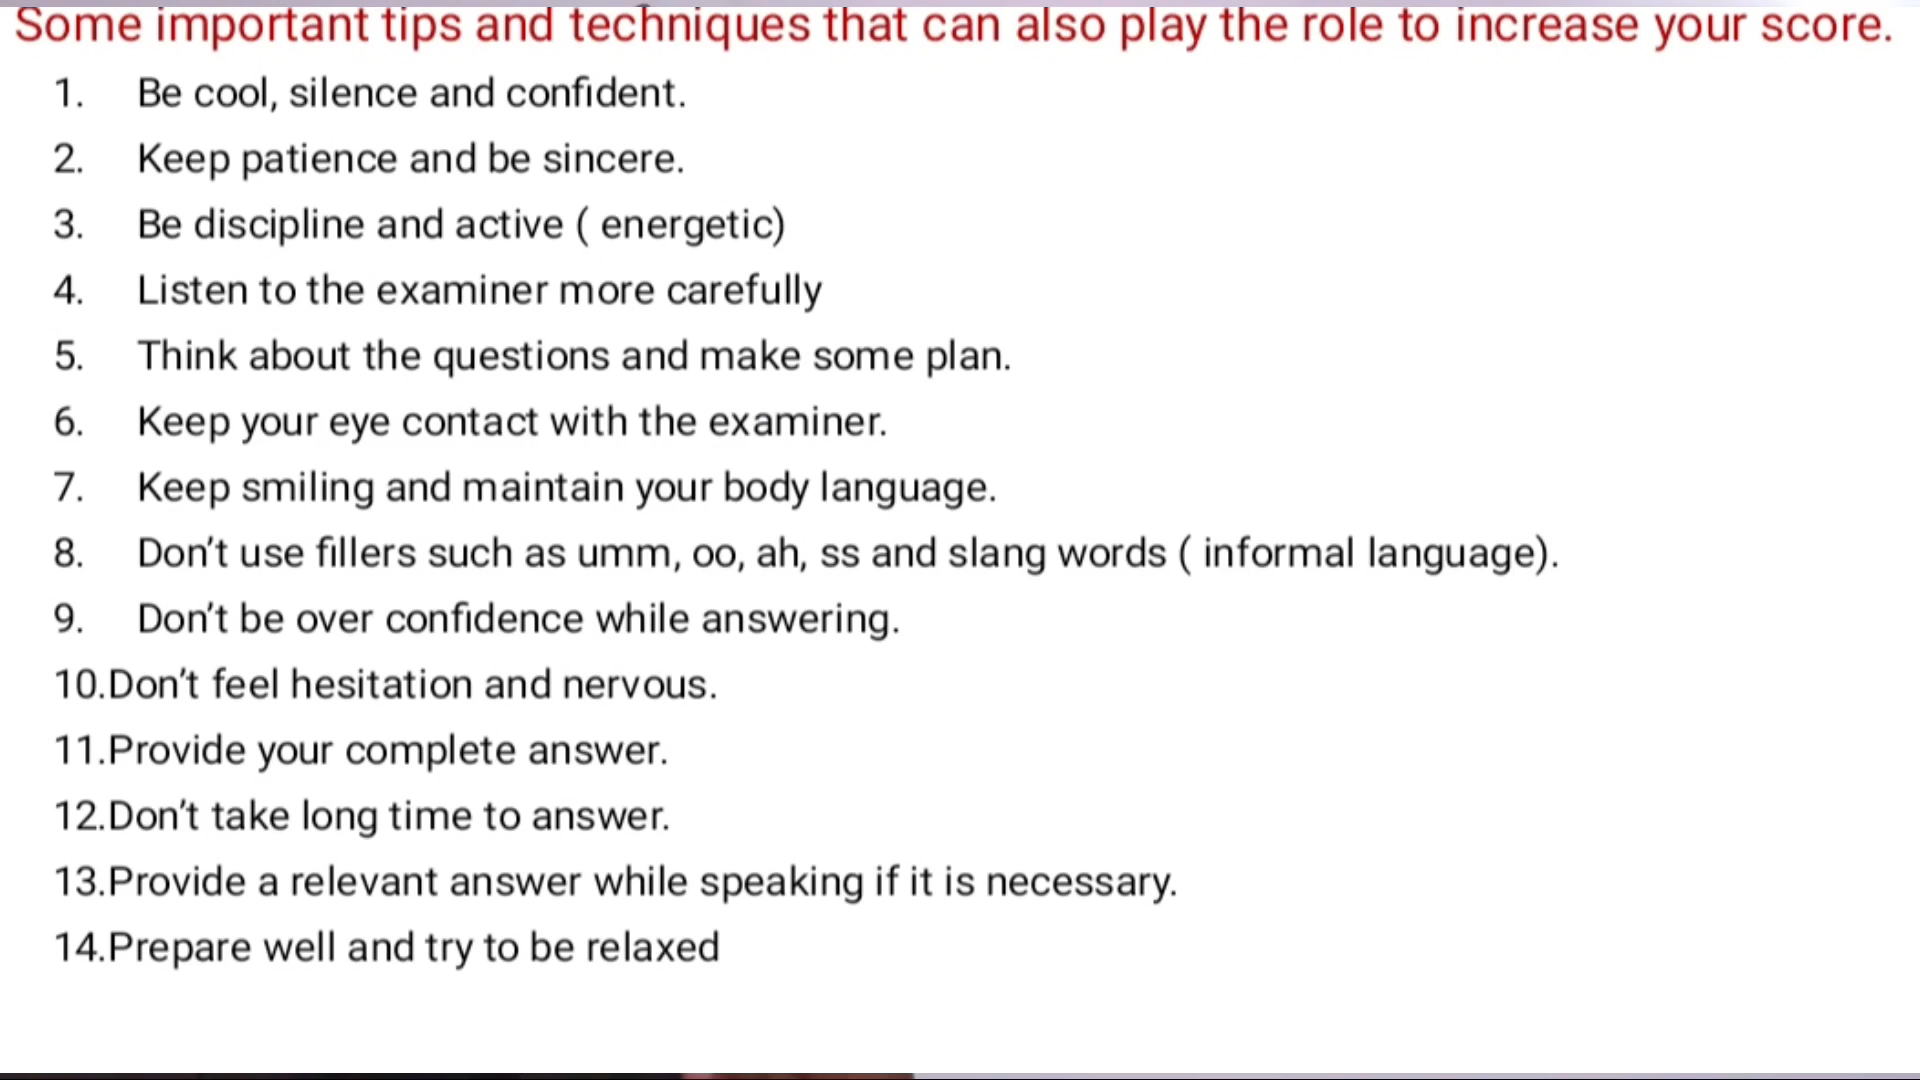 Some important tips and techniques that can also play the role to increase your score.
1. Be cool, silence and confident.
2. Keep patience and be sincere.
3. Be discipline and active ( energetic)
4. Listen to the examiner more carefully
5. Think about the questions and make some plan.
6. Keep your eye contact with the examiner.
7. Keep smiling and maintain your body language.
8. Don’t use fillers such as umm, oo, ah, ss and slang words ( informal language).
9. Don’t be over confidence while answering.
10.Don’t feel hesitation and nervous.
11.Provide your complete answer.
12.Don’t take long time to answer.
13.Provide a relevant answer while speaking if it is necessary.
14.Prepare well and try to be relaxed